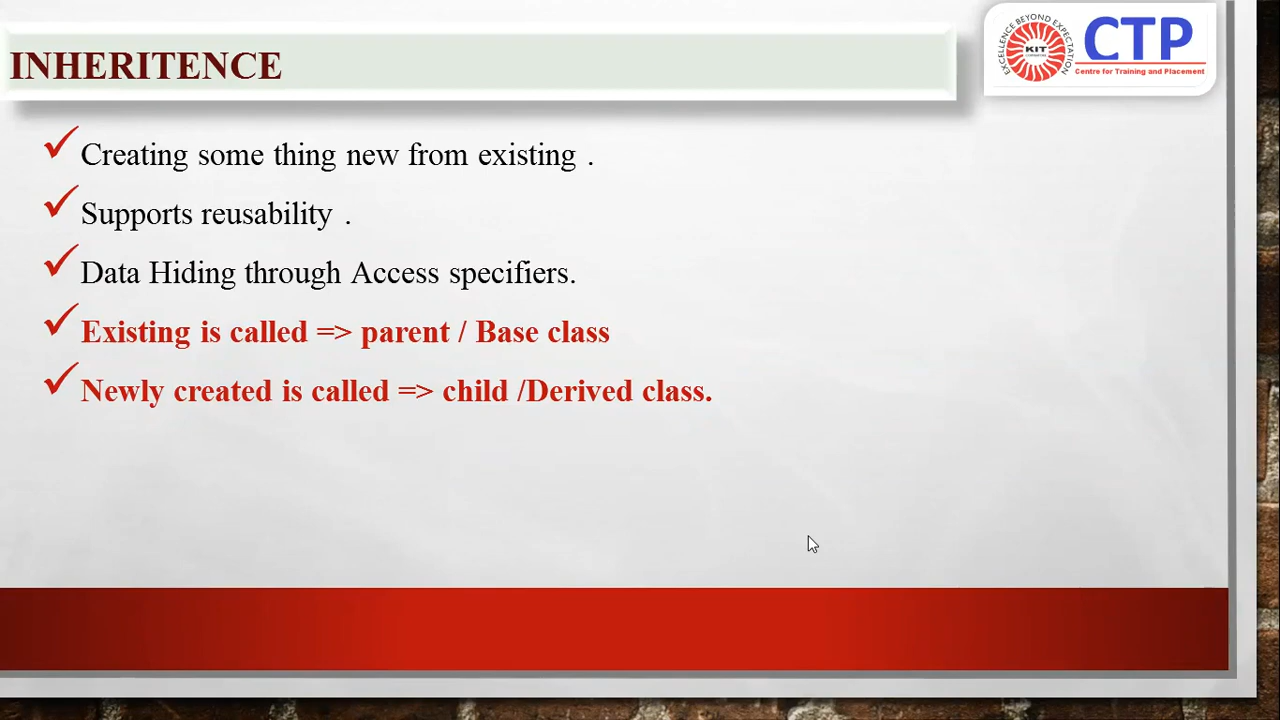 INHERITENCE
EXCELLENCE BEYOND EXPECTATION
KIT
CTP
Centre for Training and Placement
Creating some thing new from existing .
Supports reusability .
Data Hiding through Access specifiers.
Existing is called => parent / Base class
Newly created is called => child /Derived class.